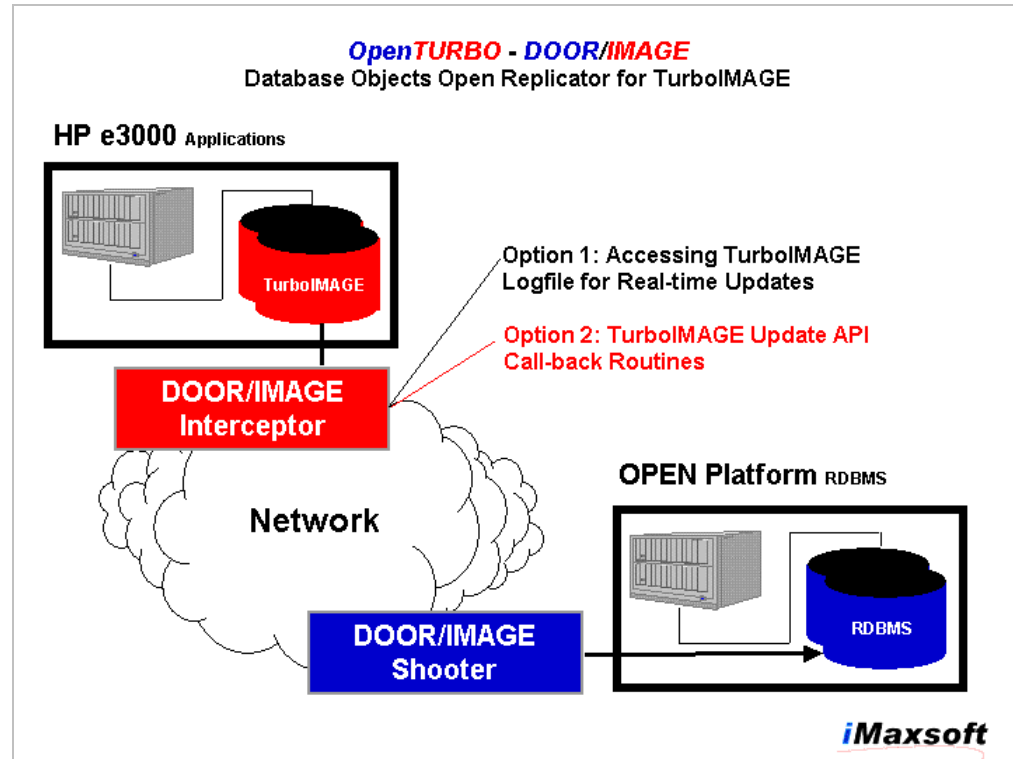 OpenTURBO - DOOR/IMAGE
Database Objects Open Replicator for TurboIMAGE
HP e3000 Applications
TurboIMAGE
Option 1: Accessing TurboIMAGE
Logfile for Real-time Updates
Option 2: TurboIMAGE Update API
Call-back Routines
DOOR/IMAGE
Interceptor
Network
OPEN Platform RDBMS
RDBMS
DOOR/IMAGE
Shooter
iMaxsoft